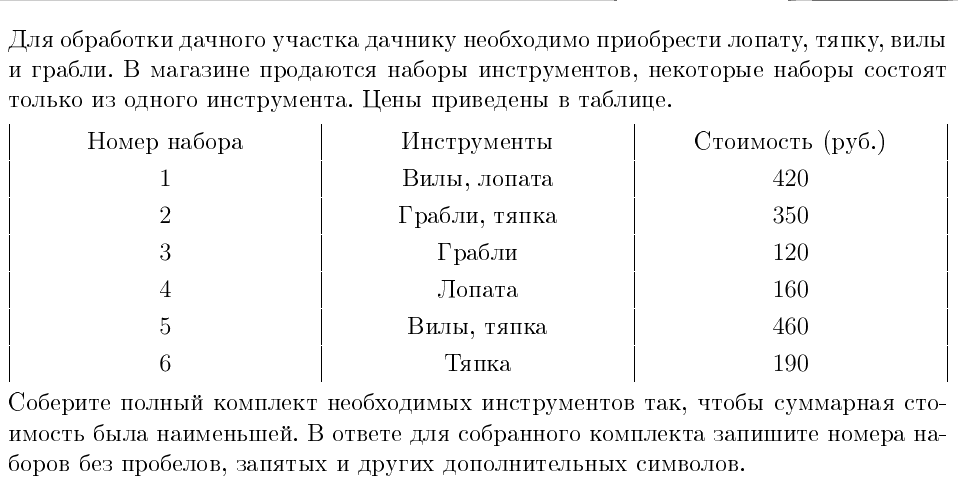 Для обработки дачного участка дачнику необходимо приобрести лопату, тяпку, вилы
и грабли. В магазине продаются наборы инструментов, некоторые наборы состоят
только из одного инструмента. Цены приведены в таблице.
Номер набора Инструменты Стоимость (руб.)
1 Вилы, лопата 420
2 Грабли, тяпка 350
3 Грабли 120
4 Лопата 160
5 Вилы, тяпка 460
6 Тяпка 190
Соберите полный комплект необходимых инструментов так, чтобы суммарная сто-
имость была наименьшей. В ответе для собранного комплекта запишите номера на-
боров без пробелов, запятых и других дополнительных символов.